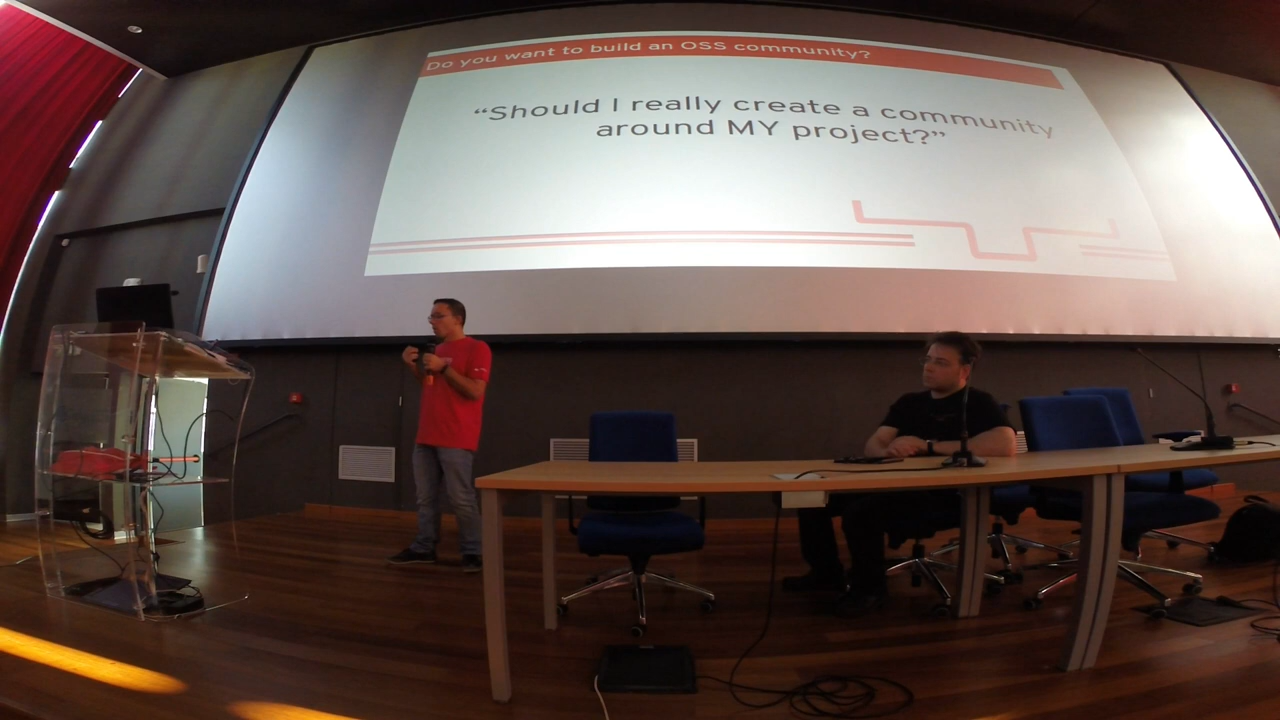 Do you want to build an OSS community?
“Should I really create a community
around MY project?”